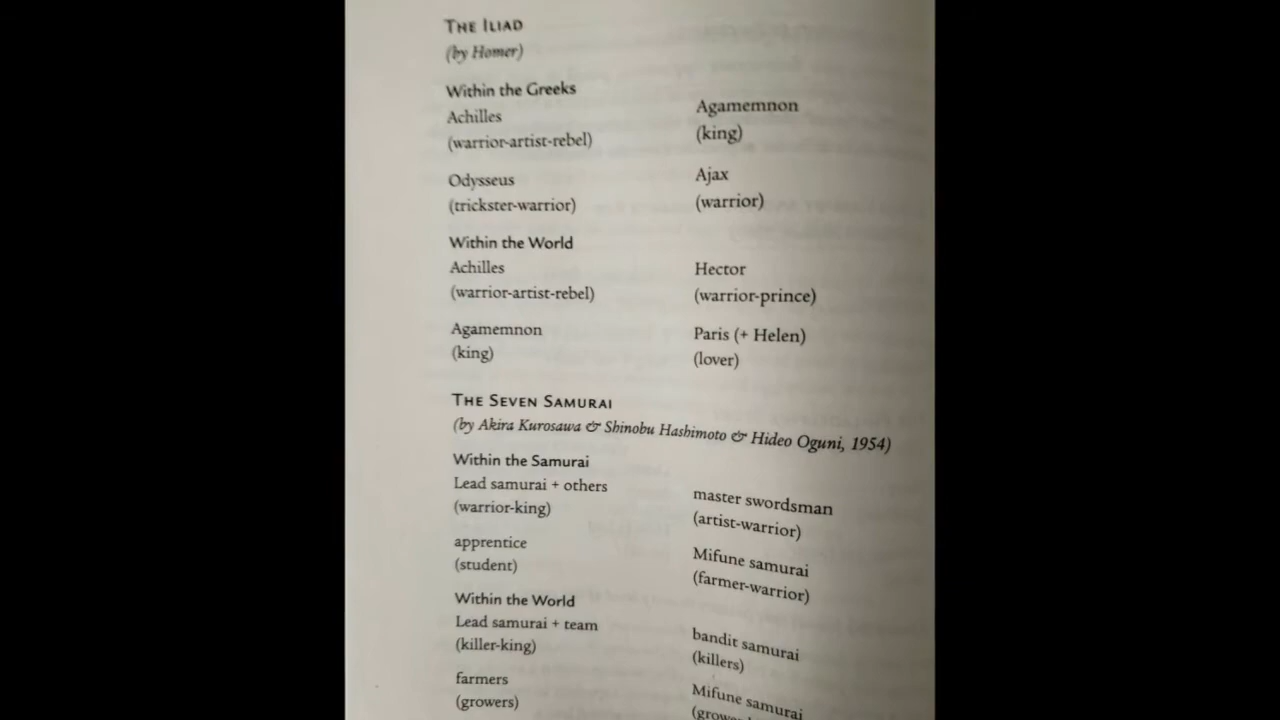 THE ILIAD
(by Homer)
Within the Greeks
Achilles
(warrior-artist-rebel)
Agamemnon
(king)
Odysseus
(trickster-warrior)
Ajax
(warrior)
Within the World
Achilles
(warrior-artist-rebel)
Hector
(warrior-prince)
Agamemnon
(king)
Paris (+ Helen)
(lover)
THE SEVEN SAMURAI
(by Akira Kurosawa & Shinobu Hashimoto & Hideo Oguni, 1954)
Within the Samurai
Lead samurai + others
(warrior-king)
master swordsman
(artist-warrior)
apprentice
(student)
Mifune samurai
(farmer-warrior)
Within the World
Lead samurai + team
(killer-king)
bandit samurai
(killers)
farmers
(growers)
Mifune samurai